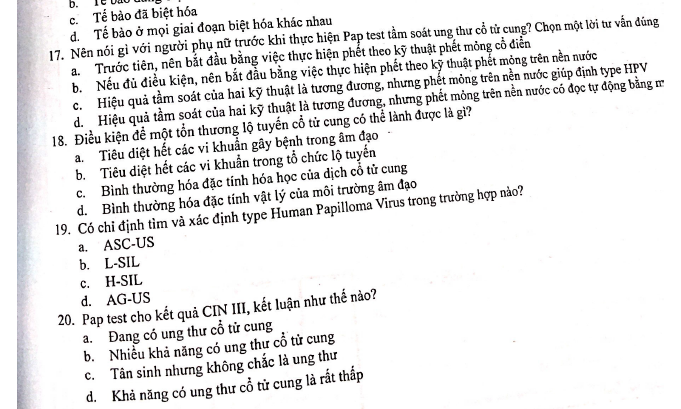 b.
c. Tế bào đã biệt hóa
d. Tế bào ở mọi giai đoạn biệt hóa khác nhau
17. Nên nói gì với người phụ nữ trước khi thực hiện Pap test tầm soát ung thư cổ tử cung? Chọn một lời tư vấn đúng
a. Trước tiên, nên bắt đầu bằng việc thực hiện phết theo kỹ thuật phết mỏng cổ điển
b. Nếu đủ điều kiện, nên bắt đầu bằng việc thực hiện phết theo kỹ thuật phết mỏng trên nền nước
c. Hiệu quả tầm soát của hai kỹ thuật là tương đương, nhưng phết mỏng trên nền nước giúp định type HPV
d. Hiệu quả tầm soát của hai kỹ thuật là tương đương, nhưng phết mỏng trên nền nước có đọc tự động bằng m
18. Điều kiện để một tổn thương lộ tuyến cổ tử cung có thể lành được là gì?
a. Tiêu diệt hết các vi khuẩn gây bệnh trong âm đạo
b. Tiêu diệt hết các vi khuẩn trong tổ chức lộ tuyến
c. Bình thường hóa đặc tính hóa học của dịch cổ tử cung
d. Bình thường hóa đặc tính vật lý của môi trường âm đạo
19. Có chỉ định tìm và xác định type Human Papilloma Virus trong trường hợp nào?
a. ASC-US
b. L-SIL
c. H-SIL
d. AG-US
20. Pap test cho kết quả CIN III, kết luận như thế nào?
a. Đang có ung thư cổ tử cung
b. Nhiều khả năng có ung thư cổ tử cung
c. Tân sinh nhưng không chắc là ung thư
d. Khả năng có ung thư cổ tử cung là rất thấp